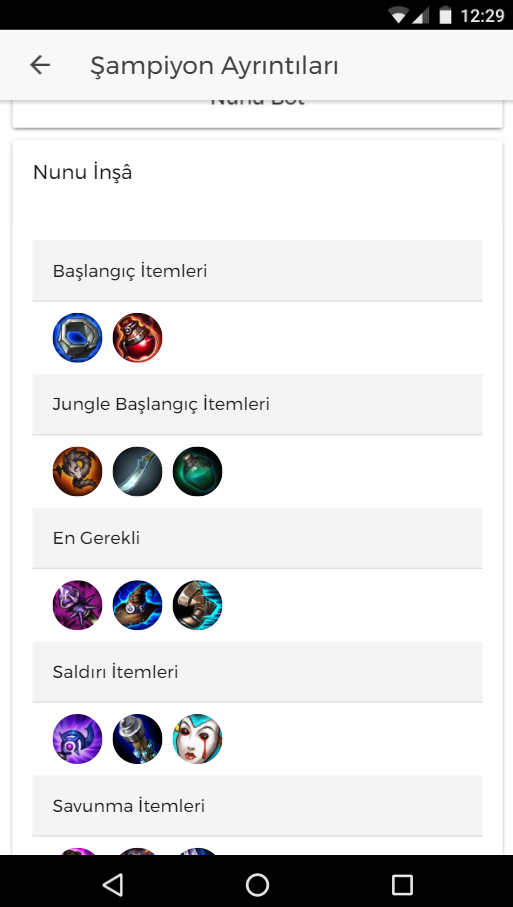 12:29
Şampiyon Ayrıntıları
Nunu Bot
Nunu İnşâ
Başlangıç İtemleri
Jungle Başlangıç İtemleri
En Gerekli
Saldırı İtemleri
Savunma İtemleri